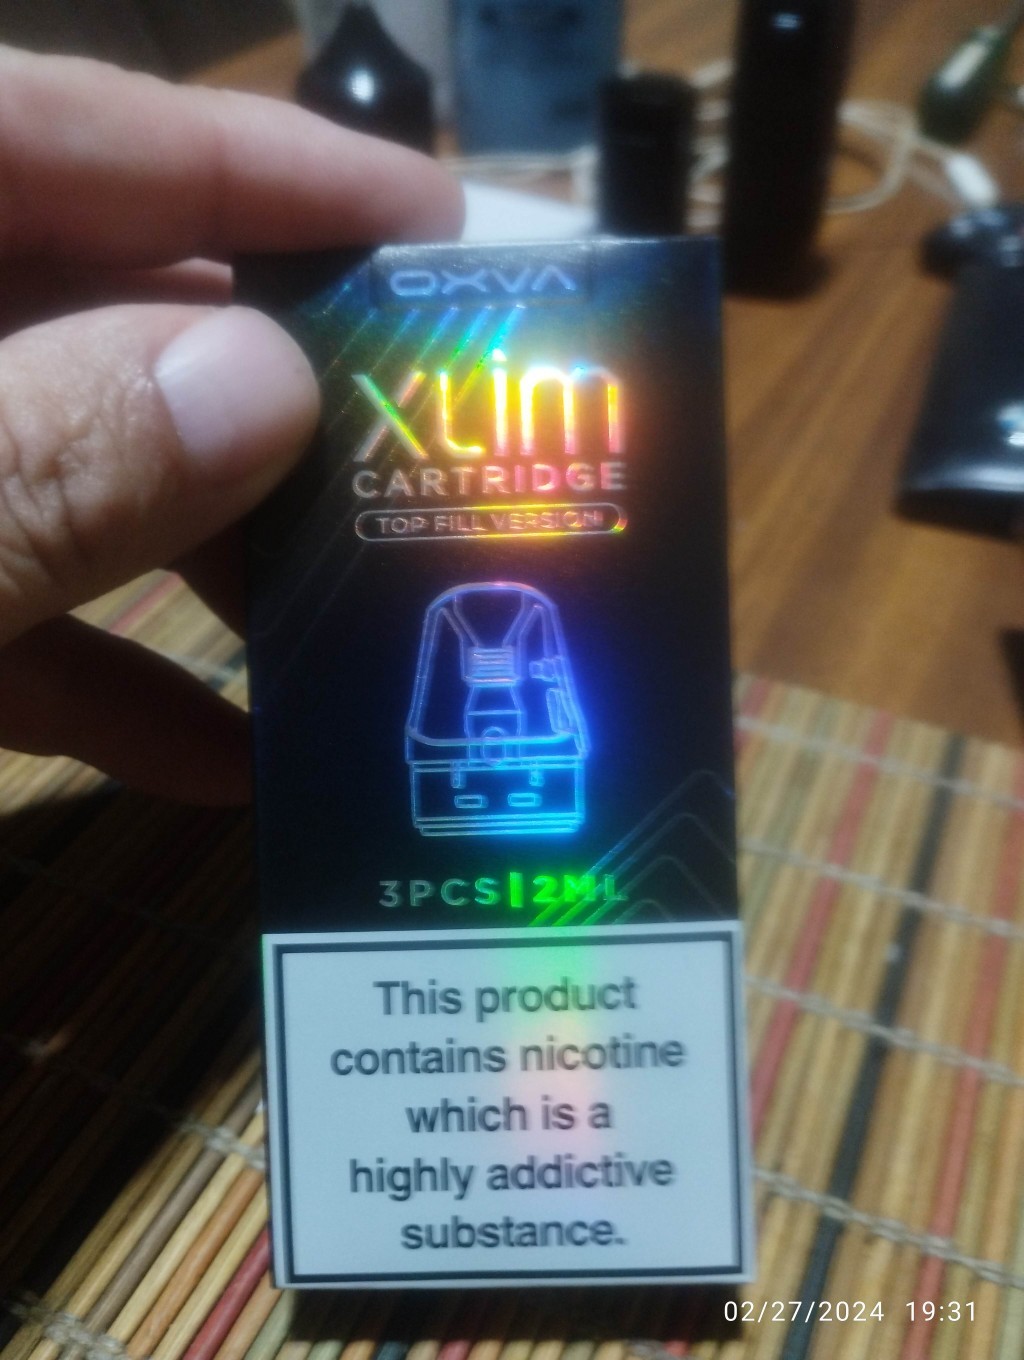 OXVA
XLIM
CARTRIDGE
TOP FILL VERSION
3PCS|2ML
This product
contains nicotine
which is a
highly addictive
substance.
02/27/2024 19:31